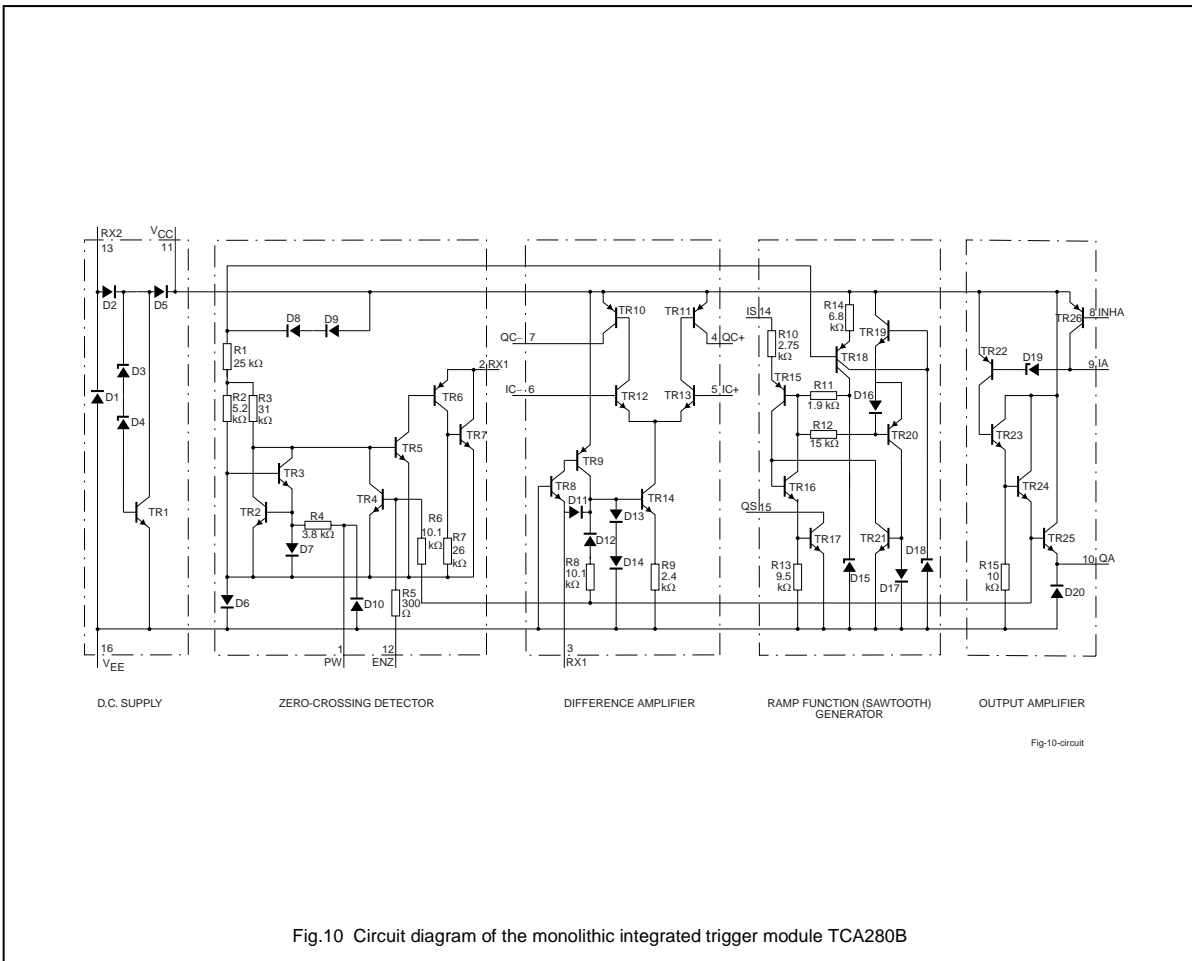 RX2
13
VCC
11
D2
D5
D3
D1
D4
TR1
16
VEE
D.C. SUPPLY
D8
D9
R1
25 kΩ
R2
5.2
kΩ
R3
31
kΩ
2 RX1
TR6
TR5
TR7
TR3
TR4
TR2
R4
3.8 kΩ
R6
10.1
kΩ
R7
26
kΩ
D7
D6
D10
R5
300
Ω
1
PW
12
ENZ
ZERO-CROSSING DETECTOR
TR10
TR11
QC− 7
4 QC+
IC− 6
5 IC+
TR12
TR13
TR9
TR8
D11
TR14
D13
D12
R8
10.1
kΩ
D14
R9
2.4
kΩ
3
RX1
DIFFERENCE AMPLIFIER
IS 14
R14
6.8
kΩ
TR19
R10
2.75
kΩ
TR18
TR15
R11
1.9 kΩ
D16
R12
15 kΩ
TR20
TR16
QS 15
TR17
TR21
D18
R13
9.5
kΩ
D15
D17
RAMP FUNCTION (SAWTOOTH)
GENERATOR
8 INHA
TR26
TR22
D19
9 IA
TR23
TR24
TR25
10 QA
R15
10
kΩ
D20
OUTPUT AMPLIFIER
Fig-10-circuit
Fig.10 Circuit diagram of the monolithic integrated trigger module TCA280B